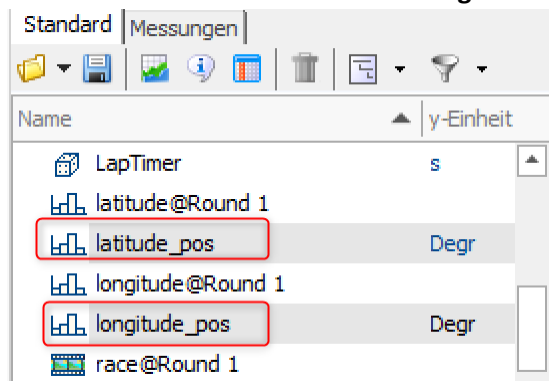 Standard Messungen
Name y-Einheit
LapTimer s
latitude@Round 1
latitude_pos Degr
longitude@Round 1
longitude_pos Degr
race@Round 1